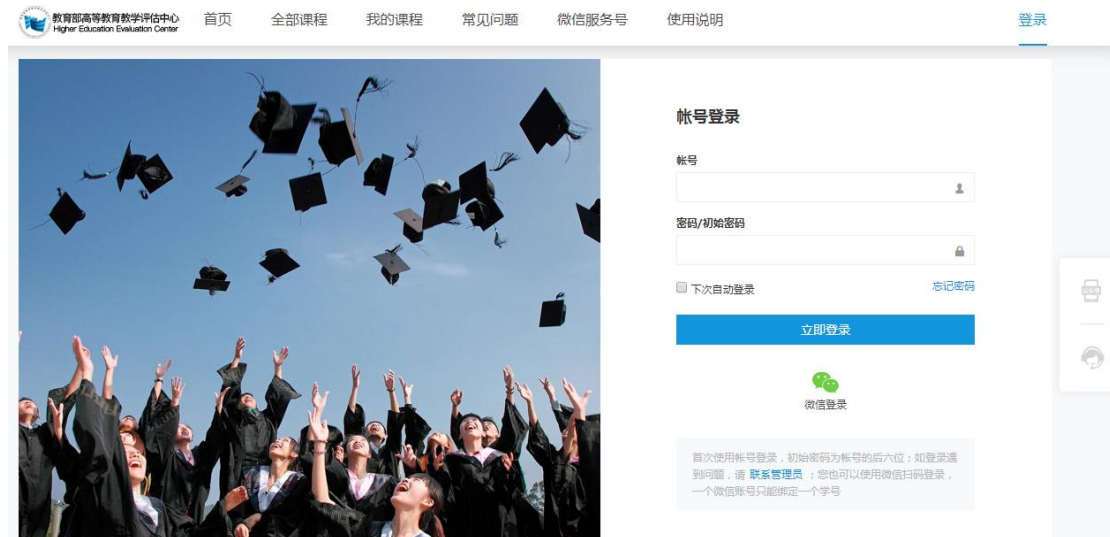 教育部高等教育教学评估中心
Higher Education Evaluation Center
首页 全部课程 我的课程 常见问题 微信服务号 使用说明 登录
帐号登录
帐号
密码/初始密码
下次自动登录 忘记密码
立即登录
微信登录
首次使用帐号登录，初始密码为帐号的后六位；如登录遇
到问题，请 联系管理员 ；您也可以使用微信扫码登录，
一个微信账号只能绑定一个学号